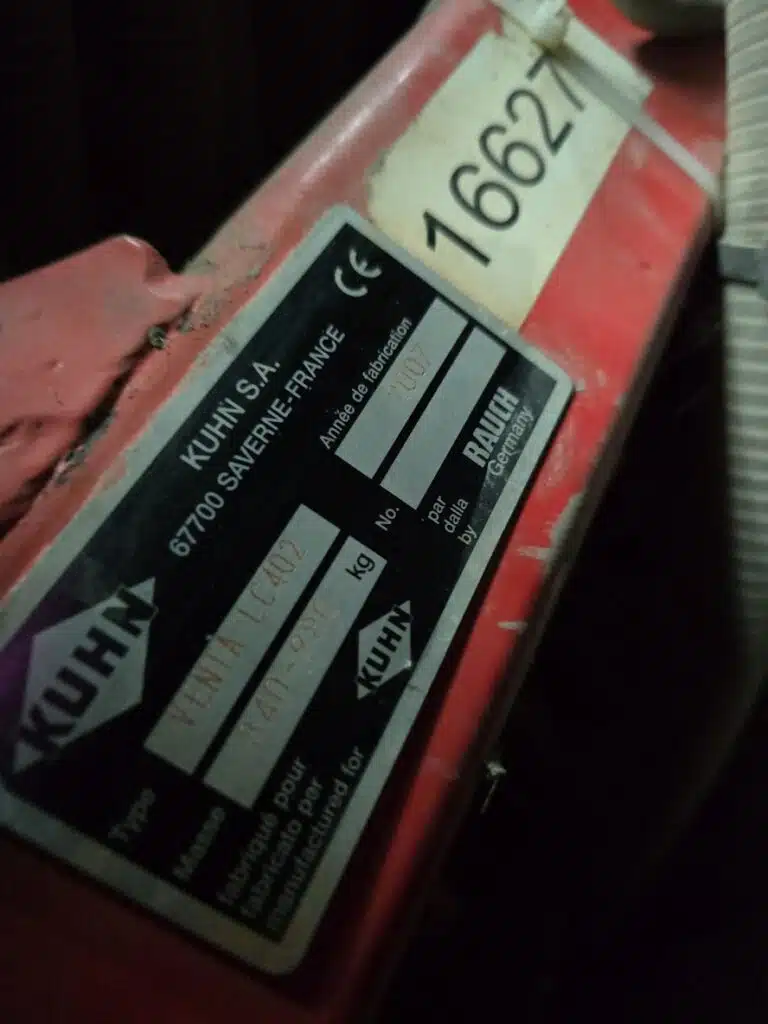 16627
CE
KUHN S.A.
67700 SAVERNE-FRANCE
Année de fabrication 2007
No.
KUHN
Type VENTA LC402
Masse kg
fabriqué pour
fabricato per
manufactured for
KUHN
par
dalla
by
RAUCH
Germany